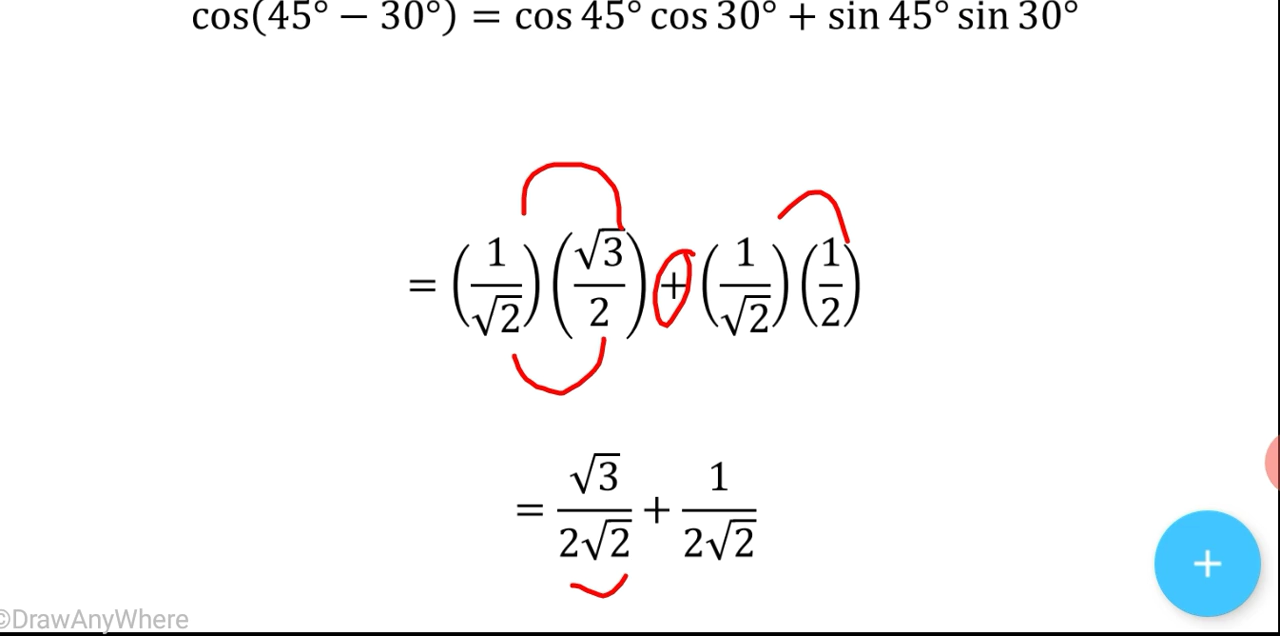 cos(45° − 30°) = cos 45° cos 30° + sin 45° sin 30°
= (1/√2)(√3/2) + (1/√2)(1/2)
= √3/2√2 + 1/2√2
©DrawAnyWhere